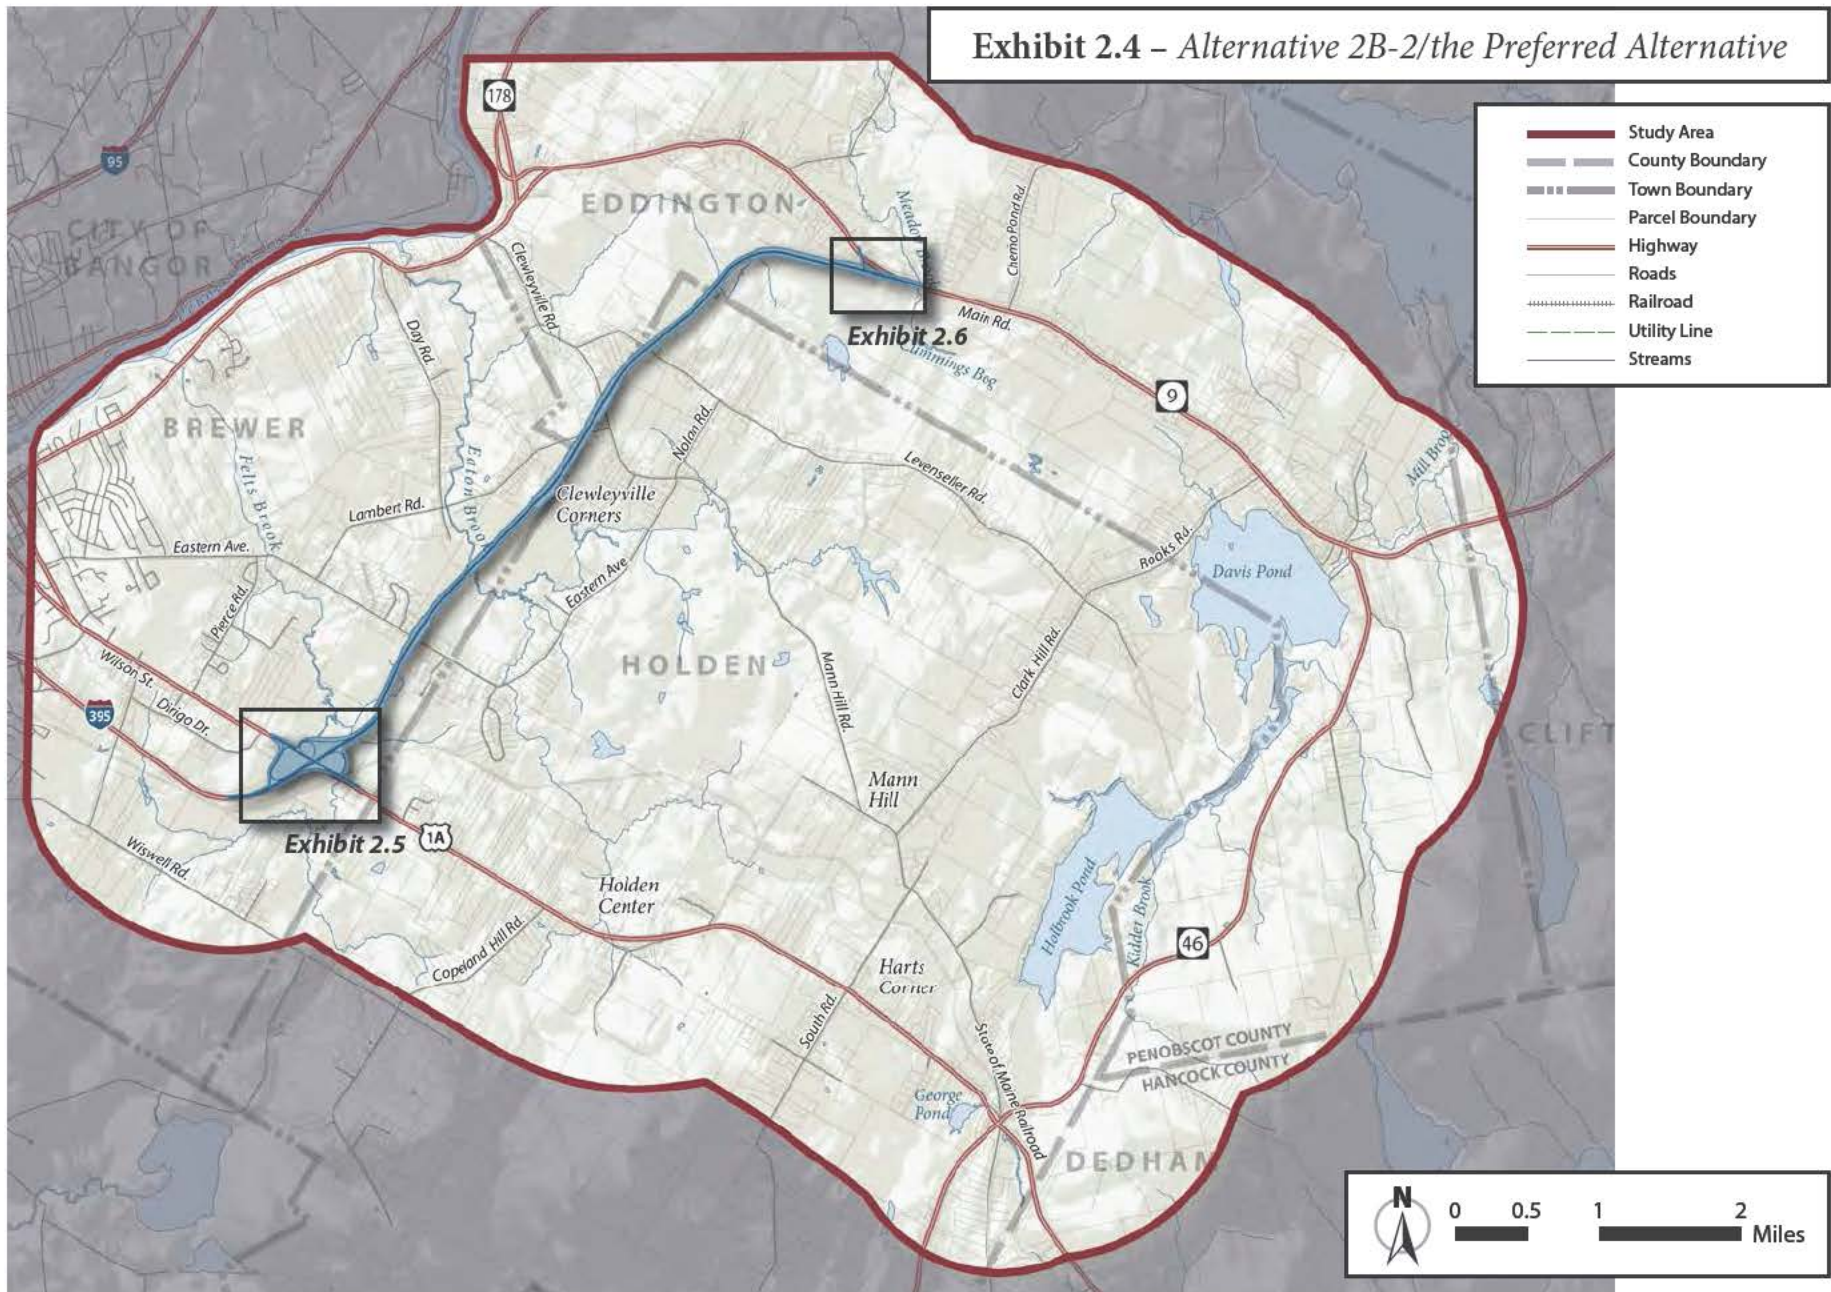 Exhibit 2.4 – Alternative 2B-2/the Preferred Alternative
Study Area
County Boundary
Town Boundary
Parcel Boundary
Highway
Roads
Railroad
Utility Line
Streams
178
95
CITY OF
BANGOR
EDDINGTON
Meadow Brook
Chemo Pond Rd.
Clewleyville Rd.
Day Rd.
Main Rd.
Exhibit 2.6
Cummings Bog
9
BREWER
Felts Brook
Eaton Brook
Nolan Rd.
Levenseller Rd.
Mill Brook
Clewleyville
Corners
Lambert Rd.
Eastern Ave.
Eastern Ave
Rooks Rd.
Davis Pond
Pierce Rd.
HOLDEN
Wilson St.
Dirigo Dr.
395
Mann Hill Rd.
Clark Hill Rd.
CLIFT
Mann
Hill
Exhibit 2.5
1A
Wiswell Rd.
Holden
Center
Holbrook Pond
Kidder Brook
46
Copeland Hill Rd.
Harts
Corner
South Rd.
State of Maine Railroad
PENOBSCOT COUNTY
HANCOCK COUNTY
George
Pond
DEDHAM
N
0 0.5 1 2
Miles